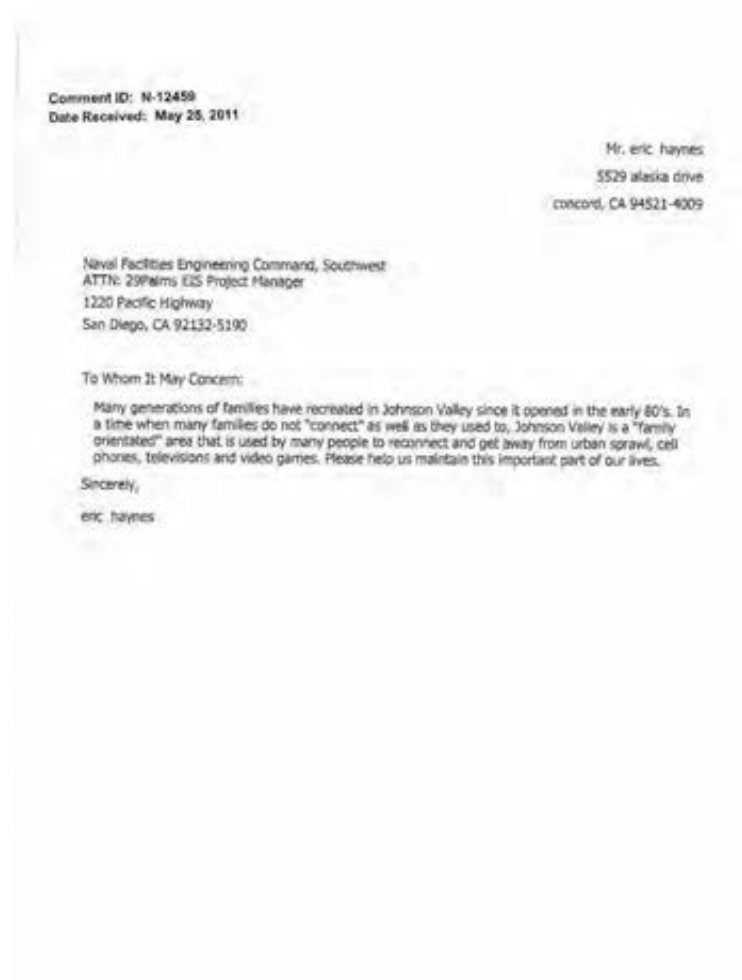 Comment ID: N-12459
Date Received: May 25, 2011
Mr. eric haynes
5529 alaska drive
concord, CA 94521-4009
Naval Facilities Engineering Command, Southwest
ATTN: 29Palms EIS Project Manager
1220 Pacific Highway
San Diego, CA 92132-5190
To Whom It May Concern:
Many generations of families have recreated in Johnson Valley since it opened in the early 80's. In
a time when many families do not "connect" as well as they used to, Johnson Valley is a "family
orientated" area that is used by many people to reconnect and get away from urban sprawl, cell
phones, televisions and video games. Please help us maintain this important part of our lives.
Sincerely,
eric haynes